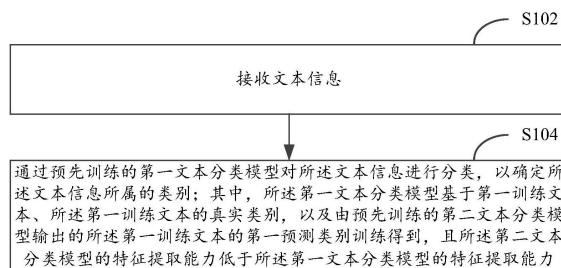 S102
接收文本信息
S104
通过预先训练的第一文本分类模型对所述文本信息进行分类，以确定所
述文本信息所属的类别；其中，所述第一文本分类模型基于第一训练文
本、所述第一训练文本的真实类别，以及由预先训练的第二文本分类模
型输出的所述第一训练文本的第一预测类别训练得到，且所述第二文本
分类模型的特征提取能力低于所述第一文本分类模型的特征提取能力